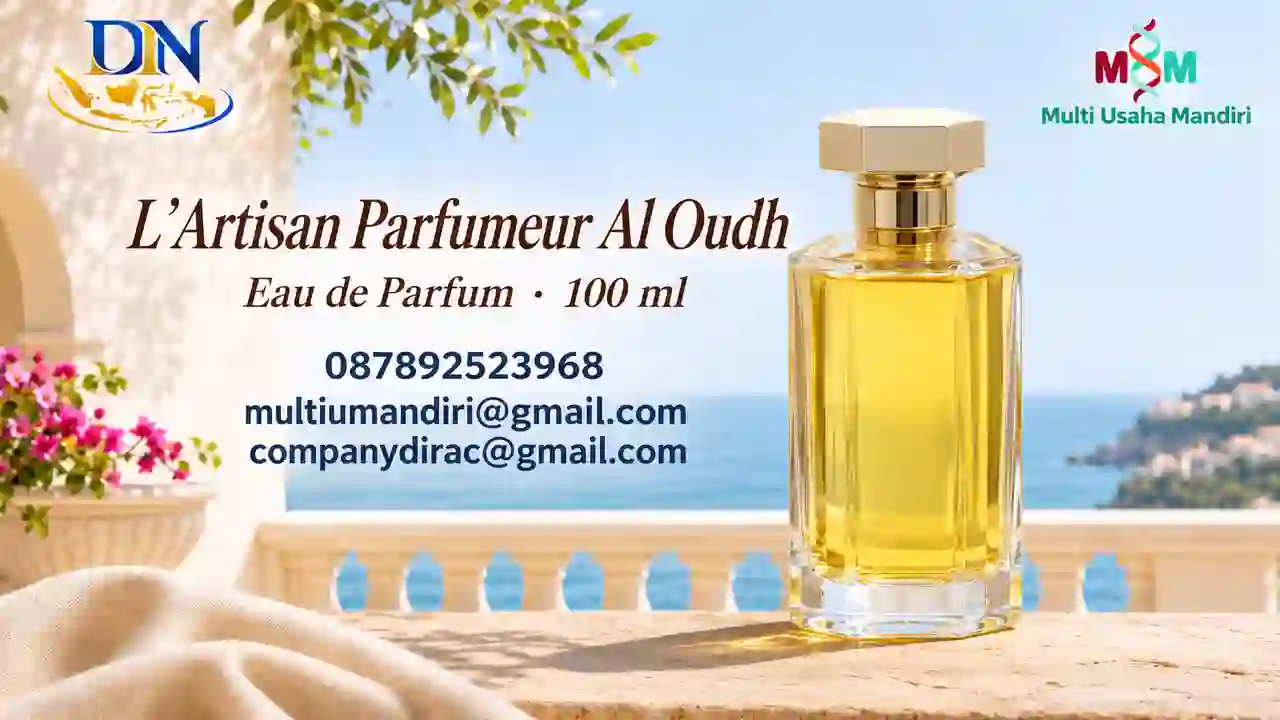 DN
M M
Multi Usaha Mandiri
L'Artisan Parfumeur Al Oudh
Eau de Parfum · 100 ml
087892523968
multiumandiri@gmail.com
companydirac@gmail.com